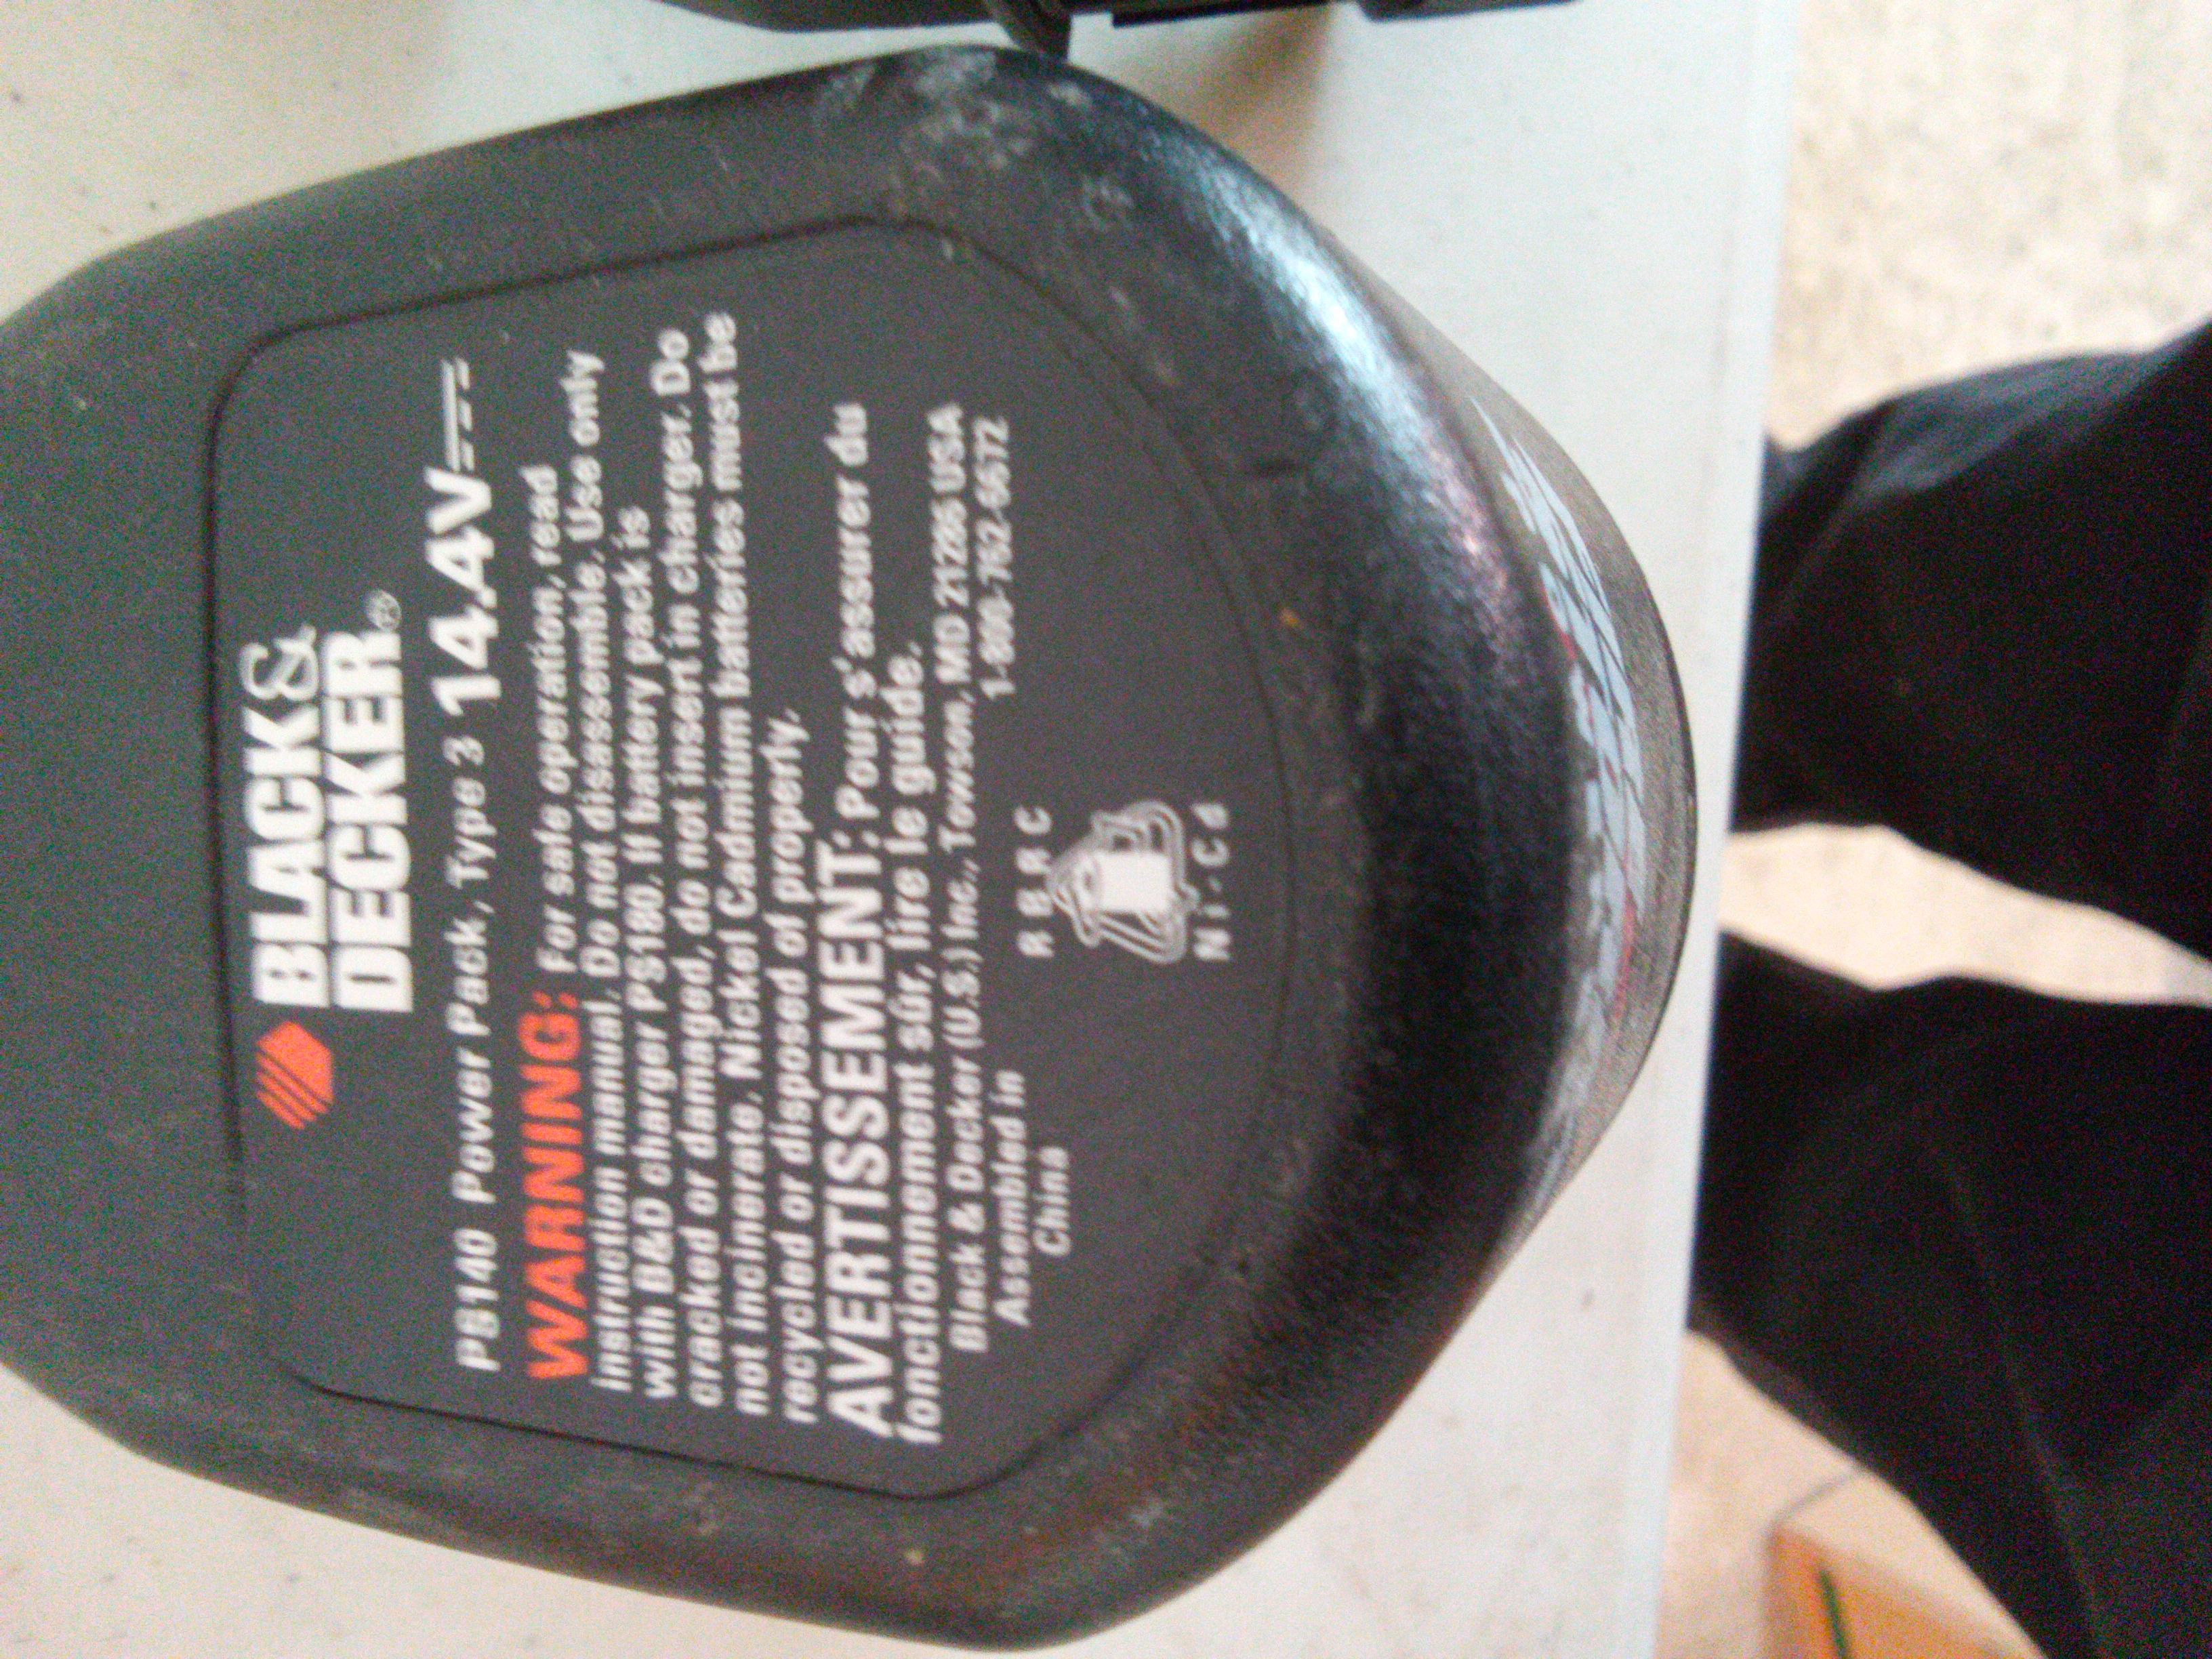 BLACK&
DECKER®
PS140 Power Pack, Type 3 14.4V
WARNING: For safe operation, read
instruction manual. Do not disassemble. Use only
with B&D charger PS180. If battery pack is
cracked or damaged, do not insert in charger. Do
not incinerate. Nickel Cadmium batteries must be
recycled or disposed of properly.
AVERTISSEMENT: Pour s'assurer du
fonctionnement sûr, lire le guide.
Black & Decker (U.S.) Inc., Towson, MD 21286 USA
Assembled in
China
RBRC
Ni-Cd